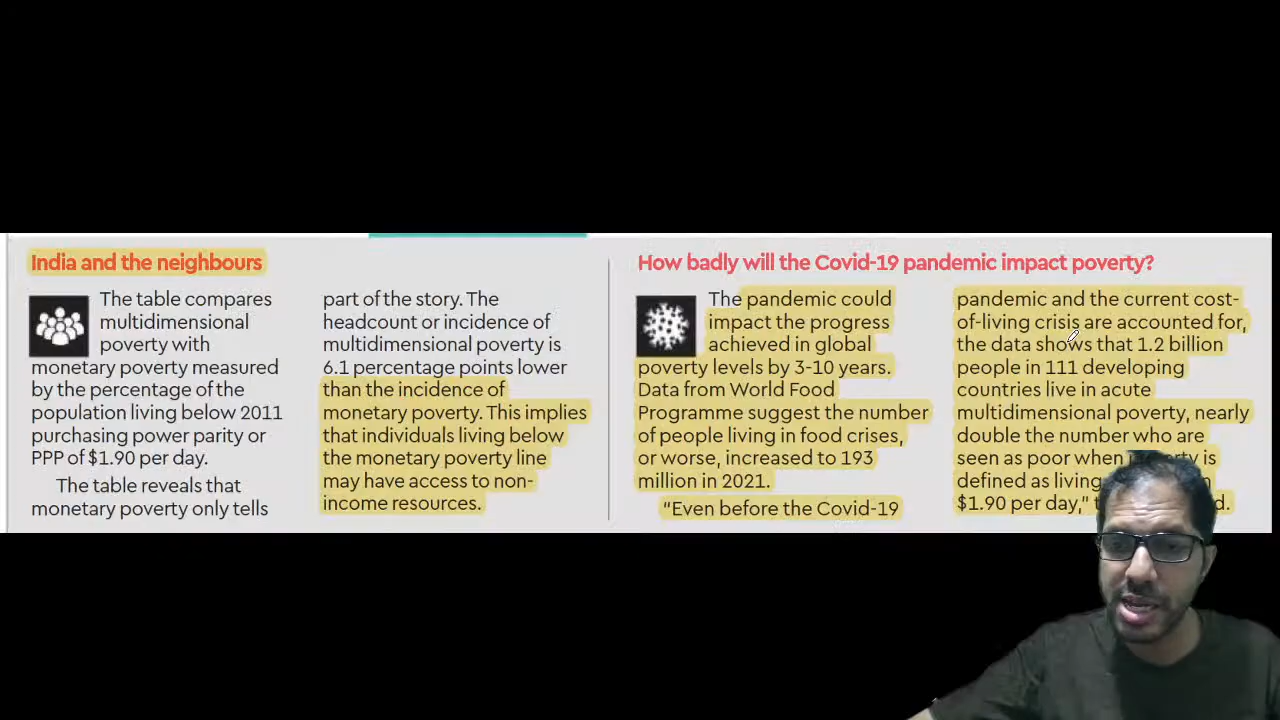 India and the neighbours
The table compares
multidimensional
poverty with
monetary poverty measured
by the percentage of the
population living below 2011
purchasing power parity or
PPP of $1.90 per day.
The table reveals that
monetary poverty only tells
part of the story. The
headcount or incidence of
multidimensional poverty is
6.1 percentage points lower
than the incidence of
monetary poverty. This implies
that individuals living below
the monetary poverty line
may have access to non-
income resources.
How badly will the Covid-19 pandemic impact poverty?
The pandemic could
impact the progress
achieved in global
poverty levels by 3-10 years.
Data from World Food
Programme suggest the number
of people living in food crises,
or worse, increased to 193
million in 2021.
“Even before the Covid-19
pandemic and the current cost-
of-living crisis are accounted for,
the data shows that 1.2 billion
people in 111 developing
countries live in acute
multidimensional poverty, nearly
double the number who are
seen as poor when is
defined as living
$1.90 per day,”